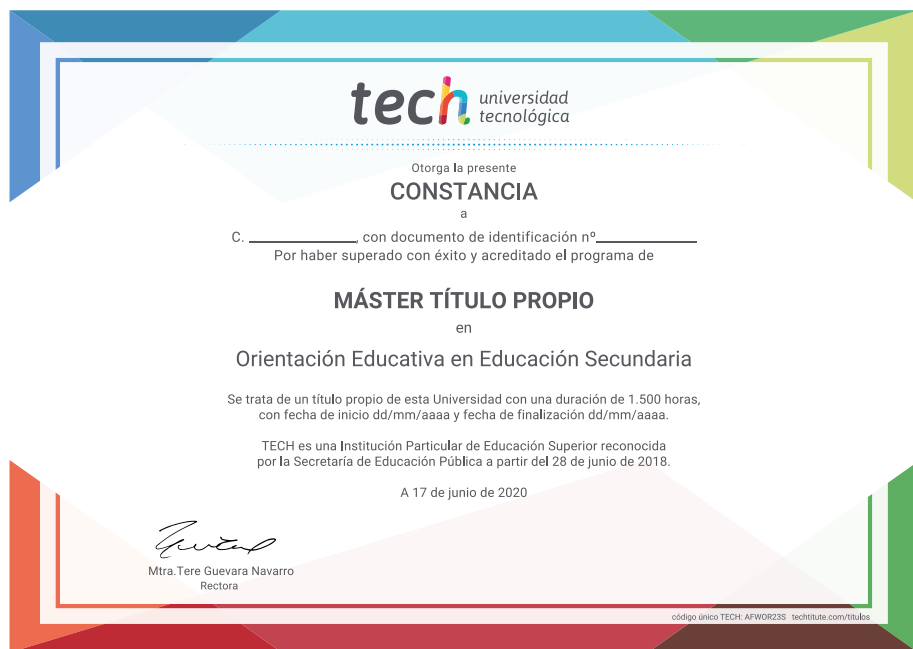 tech universidad
tecnológica
Otorga la presente
CONSTANCIA
a
C. ____________, con documento de identificación nº____________
Por haber superado con éxito y acreditado el programa de
MÁSTER TÍTULO PROPIO
en
Orientación Educativa en Educación Secundaria
Se trata de un título propio de esta Universidad con una duración de 1.500 horas,
con fecha de inicio dd/mm/aaaa y fecha de finalización dd/mm/aaaa.
TECH es una Institución Particular de Educación Superior reconocida
por la Secretaría de Educación Pública a partir del 28 de junio de 2018.
A 17 de junio de 2020
Mtra.Tere Guevara Navarro
Rectora
código único TECH: AFWOR23S techtitute.com/titulos